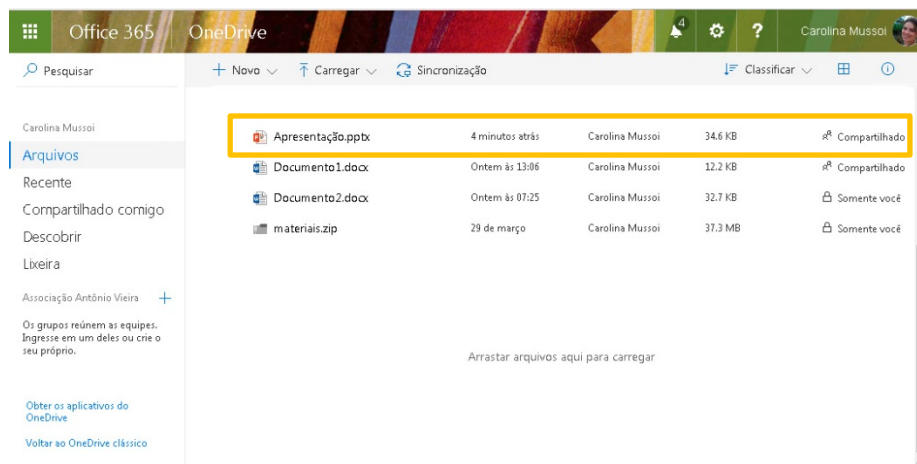 Office 365 OneDrive 4 ? Carolina Mussoi
Pesquisar + Novo Carregar Sincronização Classificar
Carolina Mussoi
Arquivos
Recente
Compartilhado comigo
Descobrir
Lixeira
Associação Antônio Vieira +
Os grupos reúnem as equipes.
Ingresse em um deles ou crie o
seu próprio.
Obter os aplicativos do
OneDrive
Voltar ao OneDrive clássico
Apresentação.pptx 4 minutos atrás Carolina Mussoi 34.6 KB Compartilhado
Documento1.docx Ontem às 13:06 Carolina Mussoi 12.2 KB Compartilhado
Documento2.docx Ontem às 07:25 Carolina Mussoi 32.7 KB Somente você
materiais.zip 29 de março Carolina Mussoi 37.3 MB Somente você
Arrastar arquivos aqui para carregar